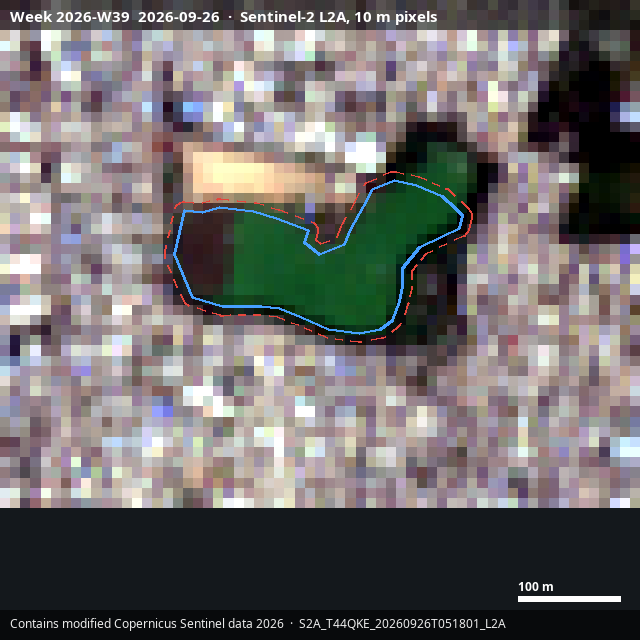 Week 2026-W39  2026-09-26  ·  Sentinel-2 L2A, 10 m pixels
100 m
Contains modified Copernicus Sentinel data 2026  ·  S2A_T44QKE_20260926T051801_L2A